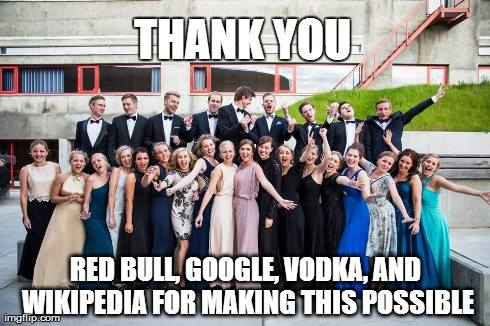 THANK YOU
RED BULL, GOOGLE, VODKA, AND
WIKIPEDIA FOR MAKING THIS POSSIBLE
imgflip.com